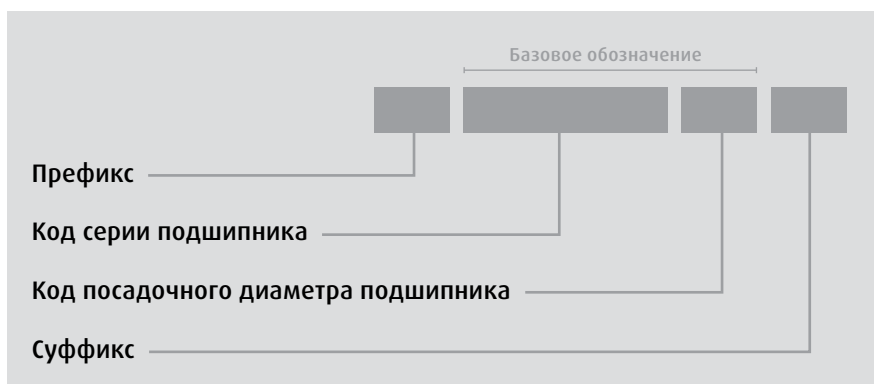 Базовое обозначение
Префикс
Код серии подшипника
Код посадочного диаметра подшипника
Суффикс